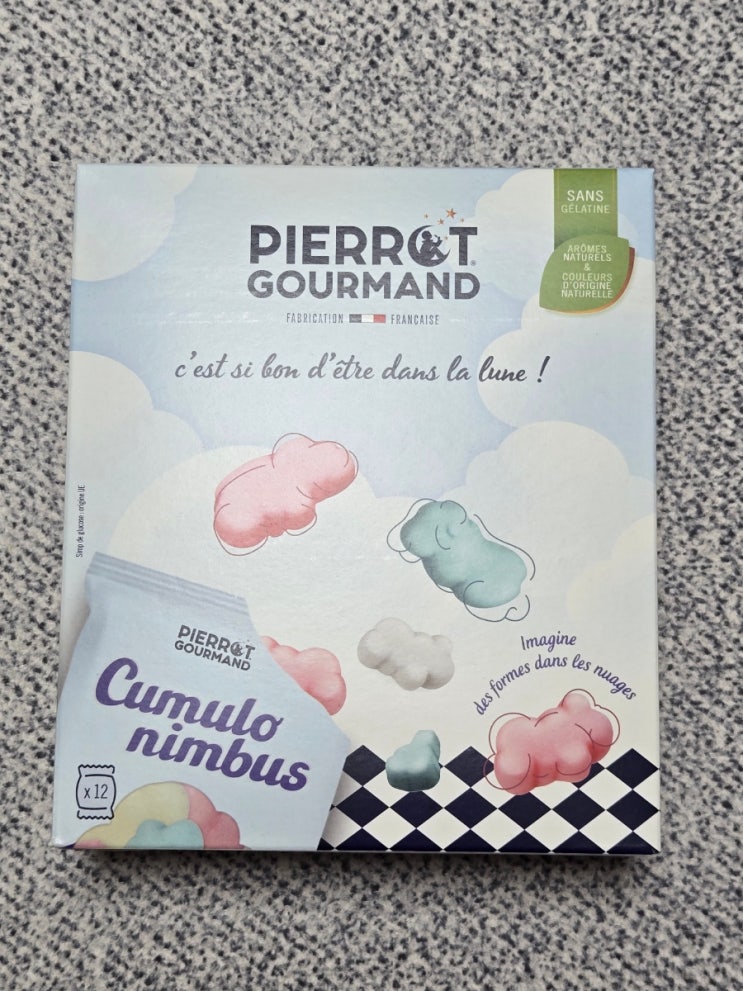 SANS
GÉLATINE
ARÔMES
NATURELS
&
COULEURS
D'ORIGINE
NATURELLE
PIERROT
GOURMAND
FABRICATION FRANÇAISE
c'est si bon d'être dans la lune !
Sirop de glucose : origine UE.
Imagine
des formes dans les nuages
PIERROT
GOURMAND
Cumulo
nimbus
x 12